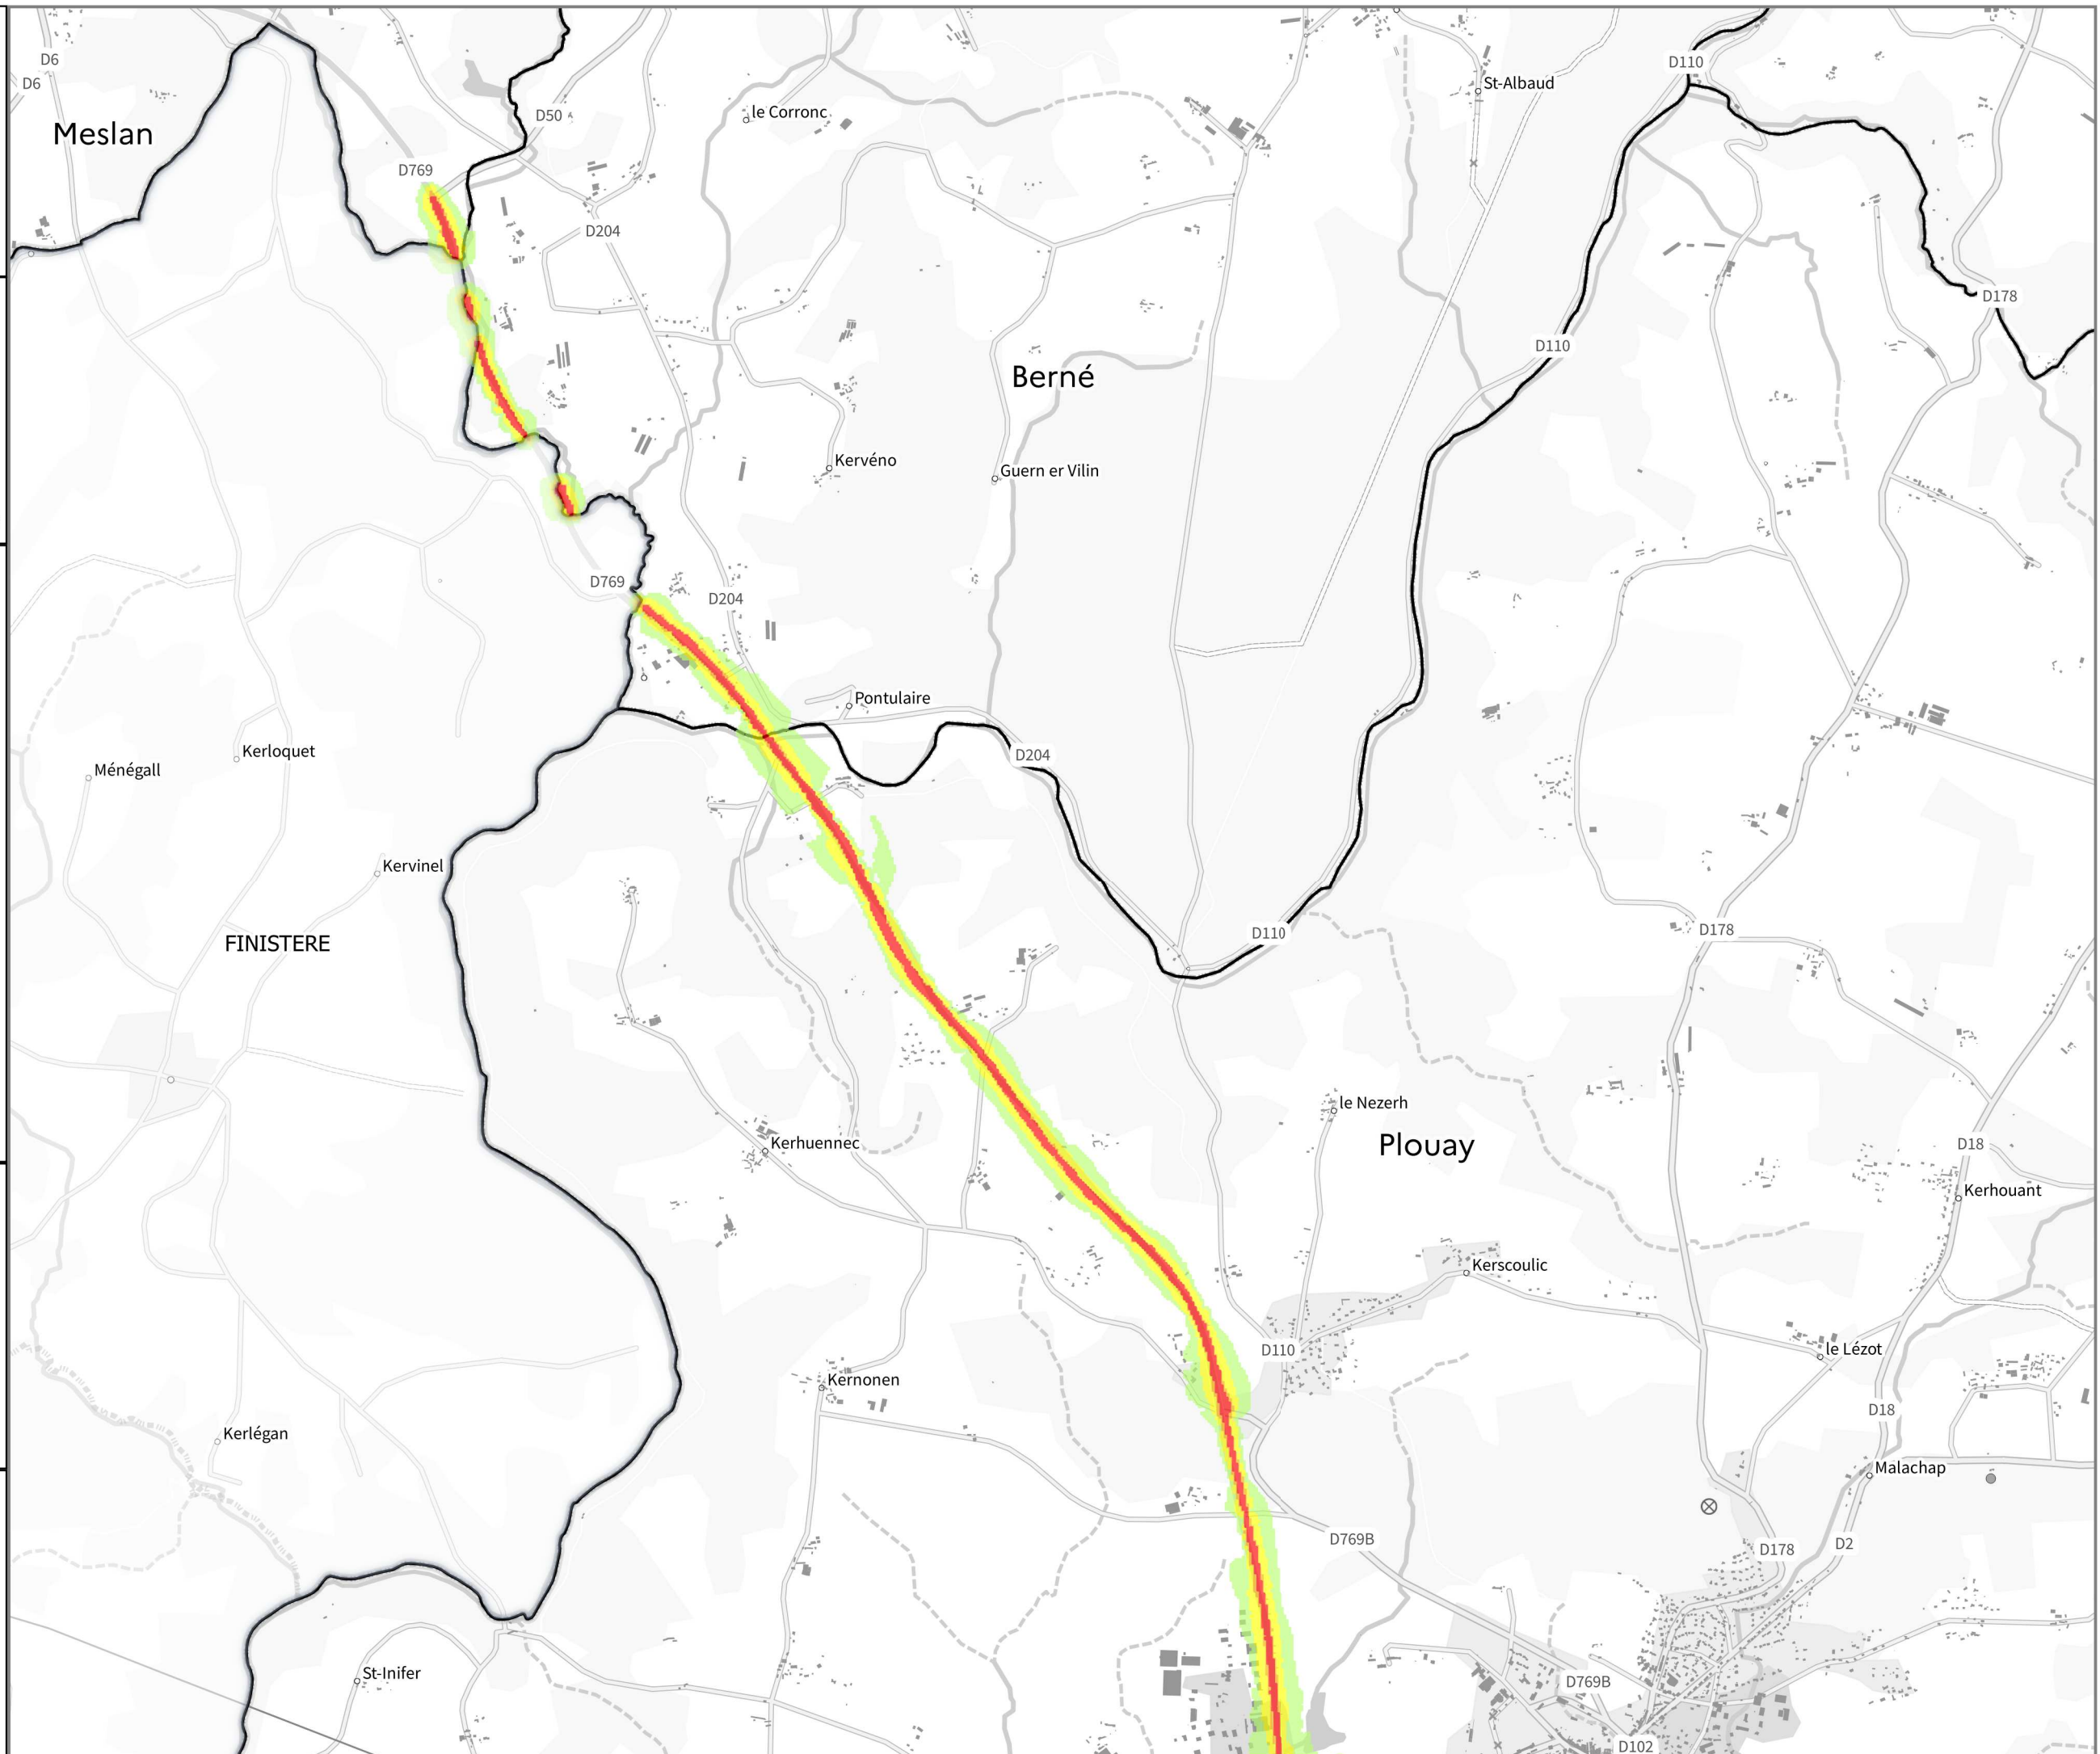 D6
D110
D6
St-Albaud
le Corronc
D50
Meslan
D769
D204
D178
D110
Berné
Kervéno
Guern er Vilin
D769
D204
Pontulaire
Kerloquet
D204
Ménégall
Kervinel
D178
D110
FINISTERE
le Nezerh
Kerhuennec
Plouay
D18
Kerhouant
Kerscoulic
D110
le Lézot
Kernonen
D18
Kerlégan
Malachap
D769B
D178
D2
St-Inifer
D769B
D102